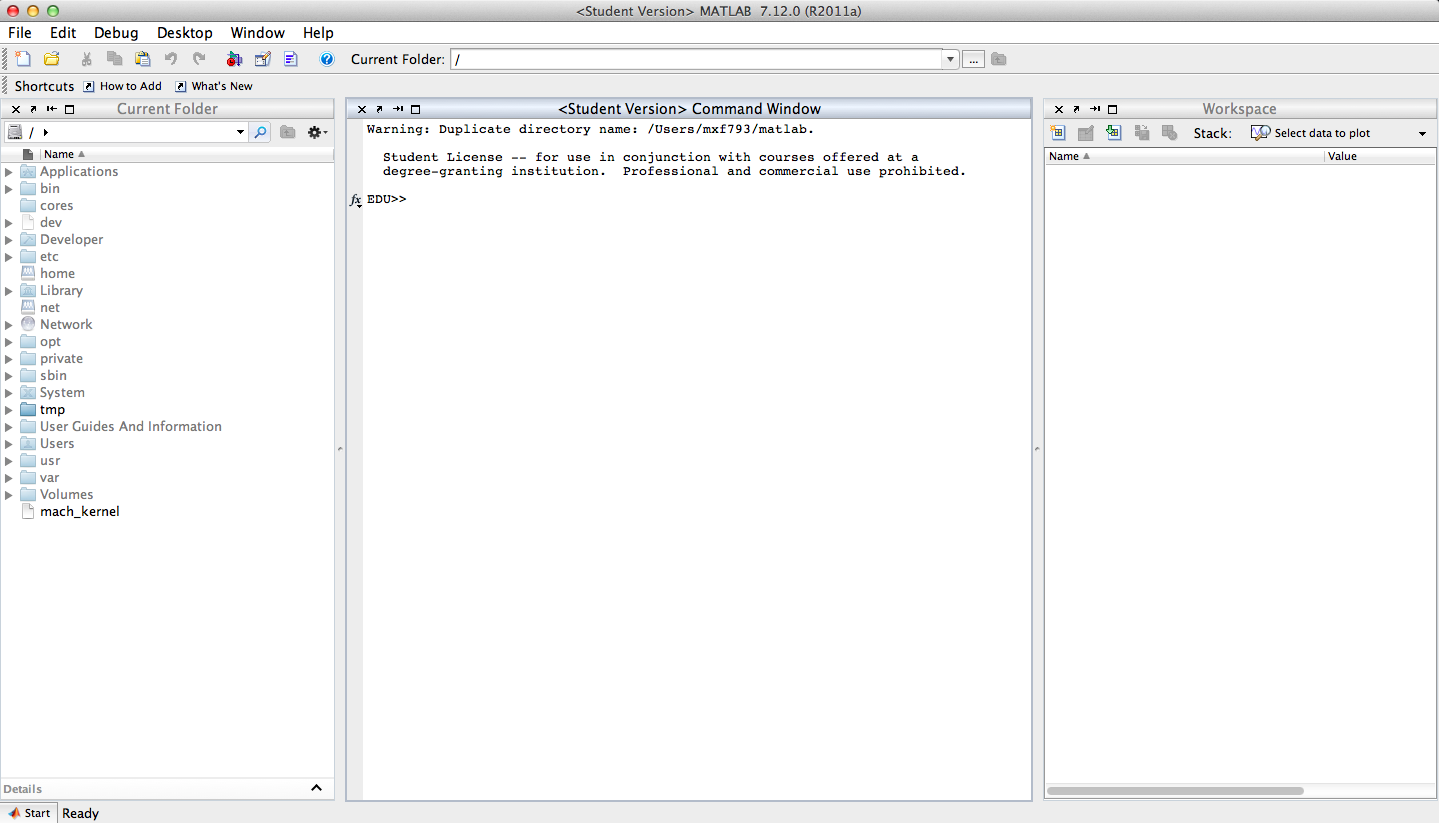 <Student Version> MATLAB 7.12.0 (R2011a)
File Edit Debug Desktop Window Help
Current Folder: / ...
Shortcuts How to Add What's New
Current Folder
/
Name
Applications
bin
cores
dev
Developer
etc
home
Library
net
Network
opt
private
sbin
System
tmp
User Guides And Information
Users
usr
var
Volumes
mach_kernel
Details
<Student Version> Command Window
Warning: Duplicate directory name: /Users/mxf793/matlab.
Student License -- for use in conjunction with courses offered at a
degree-granting institution. Professional and commercial use prohibited.
fx EDU>>
Workspace
Stack: Select data to plot
Name Value
Start Ready